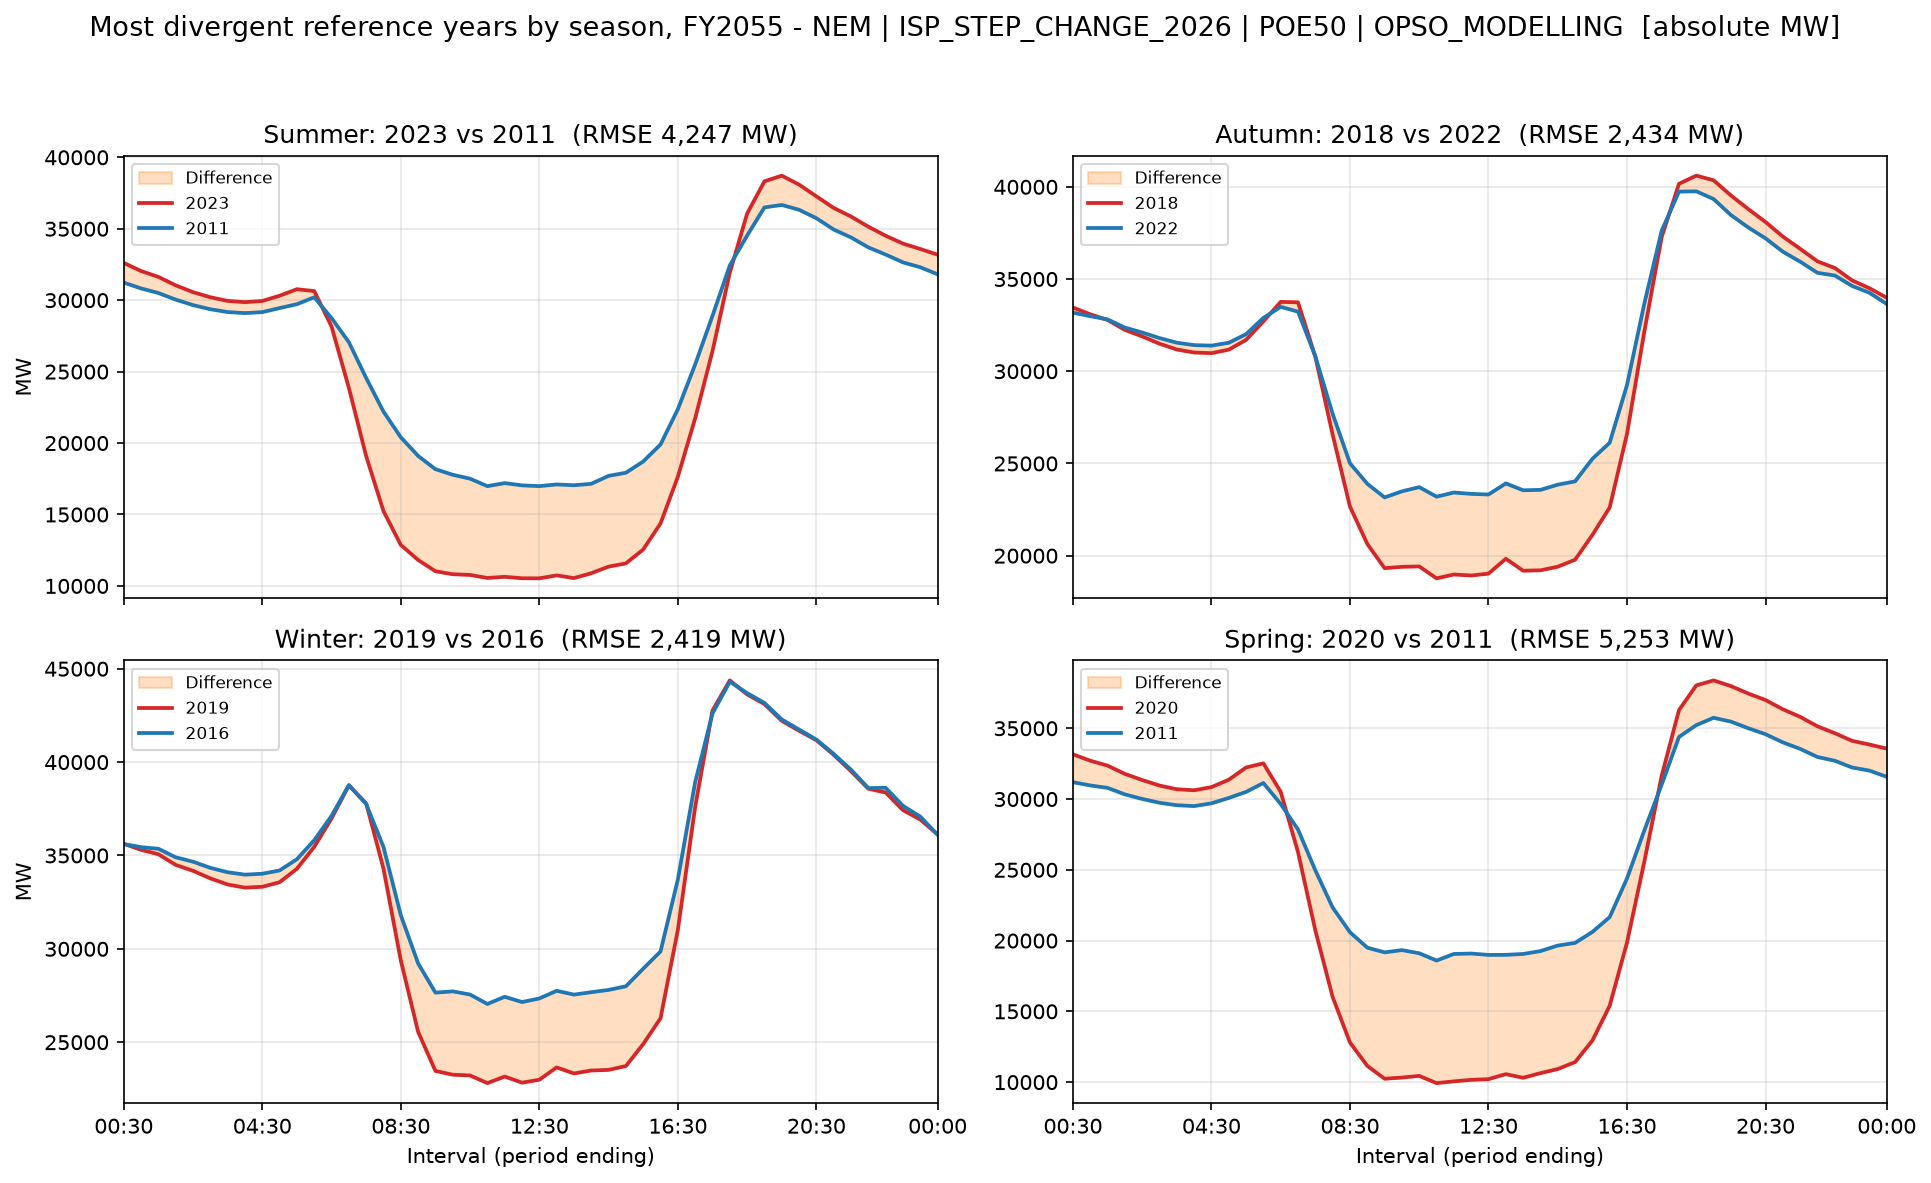 Most divergent reference years by season, FY2055 - NEM | ISP_STEP_CHANGE_2026 | POE50 | OPSO_MODELLING  [absolute MW]
Summer: 2023 vs 2011  (RMSE 4,247 MW)
40000
35000
30000
25000
20000
15000
10000
MW
Difference
2023
2011
Autumn: 2018 vs 2022  (RMSE 2,434 MW)
40000
35000
30000
25000
20000
Difference
2018
2022
Winter: 2019 vs 2016  (RMSE 2,419 MW)
45000
40000
35000
30000
25000
MW
Difference
2019
2016
00:30 04:30 08:30 12:30 16:30 20:30 00:00
Interval (period ending)
Spring: 2020 vs 2011  (RMSE 5,253 MW)
35000
30000
25000
20000
15000
10000
Difference
2020
2011
00:30 04:30 08:30 12:30 16:30 20:30 00:00
Interval (period ending)